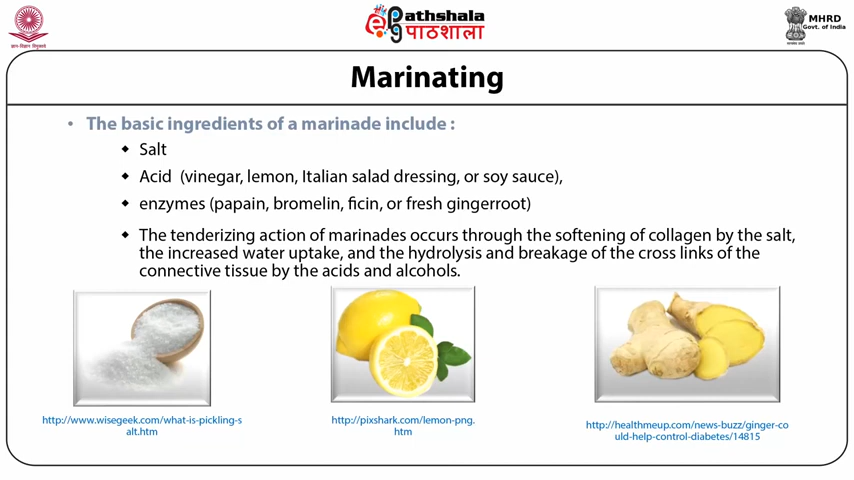 ePathshala
पाठशाला
MHRD
Govt. of India
Marinating
• The basic ingredients of a marinade include :
Salt
Acid (vinegar, lemon, Italian salad dressing, or soy sauce),
enzymes (papain, bromelin, ficin, or fresh gingerroot)
The tenderizing action of marinades occurs through the softening of collagen by the salt,
the increased water uptake, and the hydrolysis and breakage of the cross links of the
connective tissue by the acids and alcohols.
http://www.wisegeek.com/what-is-pickling-s
alt.htm
http://pixshark.com/lemon-png.
htm
http://healthmeup.com/news-buzz/ginger-co
uld-help-control-diabetes/14815